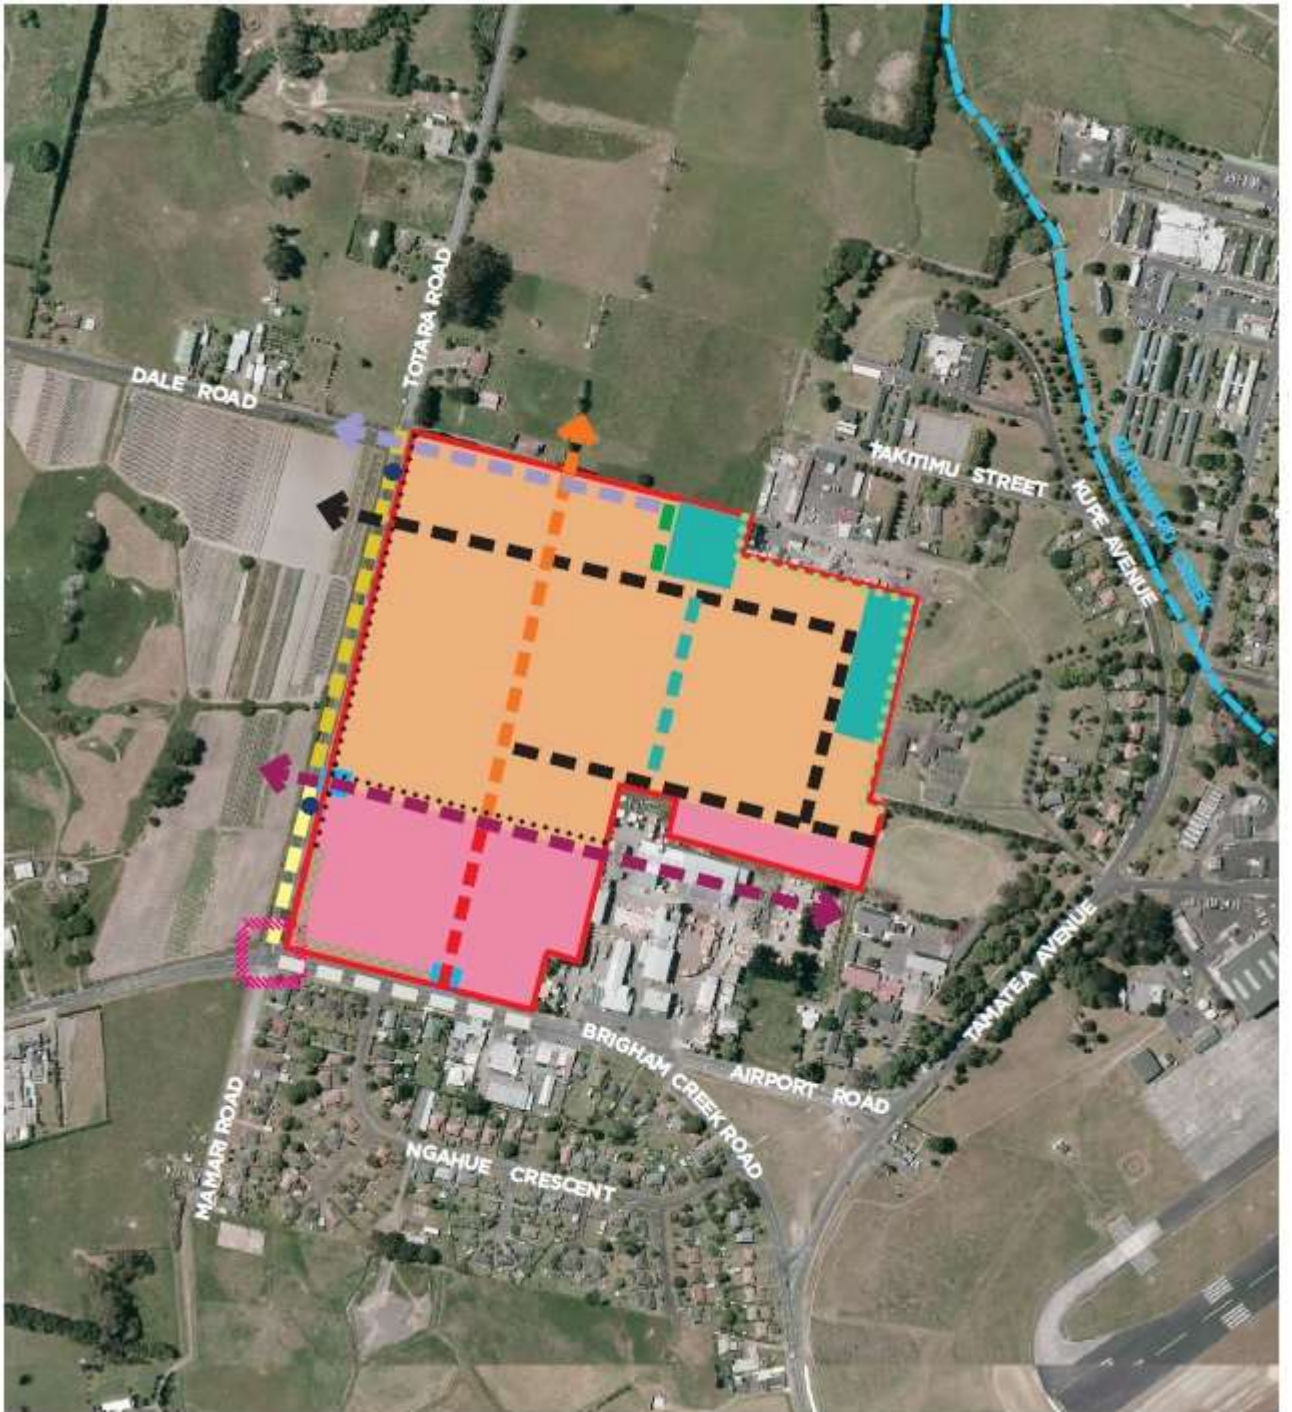 TOTARA ROAD
DALE ROAD
TAKITIMU STREET
KUPE AVENUE
CREEK
TAMATEA AVENUE
BRIGHAM CREEK ROAD
AIRPORT ROAD
MAMARI ROAD
NGAHUE CRESCENT